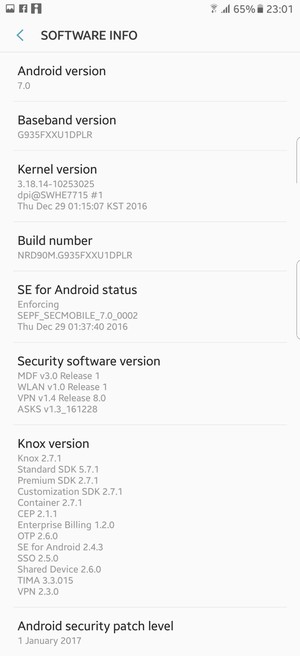 65% 23:01
SOFTWARE INFO
Android version
7.0
Baseband version
G935FXXU1DPLR
Kernel version
3.18.14-10253025
dpi@SWHE7715 #1
Thu Dec 29 01:15:07 KST 2016
Build number
NRD90M.G935FXXU1DPLR
SE for Android status
Enforcing
SEPF_SECMOBILE_7.0_0002
Thu Dec 29 01:37:40 2016
Security software version
MDF v3.0 Release 1
WLAN v1.0 Release 1
VPN v1.4 Release 8.0
ASKS v1.3_161228
Knox version
Knox 2.7.1
Standard SDK 5.7.1
Premium SDK 2.7.1
Customization SDK 2.7.1
Container 2.7.1
CEP 2.1.1
Enterprise Billing 1.2.0
OTP 2.6.0
SE for Android 2.4.3
SSO 2.5.0
Shared Device 2.6.0
TIMA 3.3.015
VPN 2.3.0
Android security patch level
1 January 2017